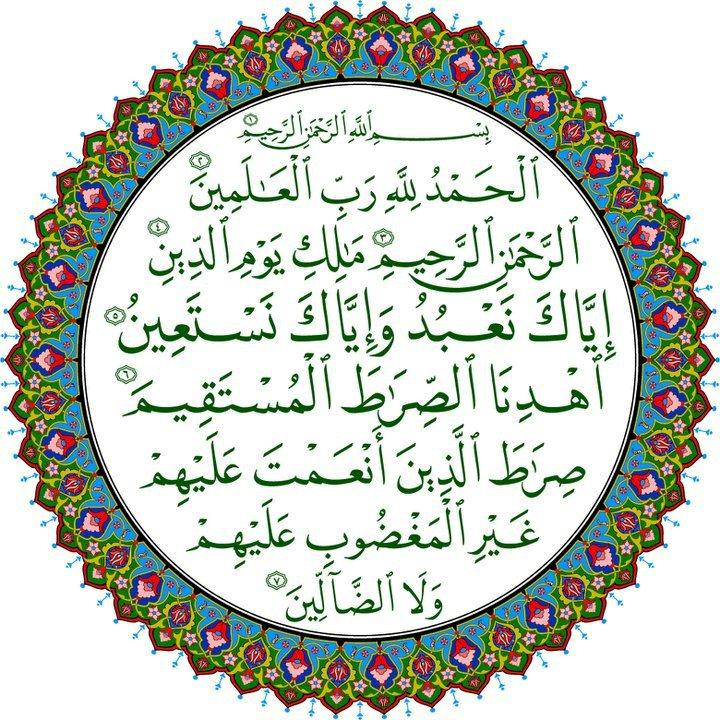 بِسْمِ ٱللَّهِ ٱلرَّحْمَٰنِ ٱلرَّحِيمِ ١
ٱلْحَمْدُ لِلَّهِ رَبِّ ٱلْعَٰلَمِينَ ٢
ٱلرَّحْمَٰنِ ٱلرَّحِيمِ ٣ مَٰلِكِ يَوْمِ ٱلدِّينِ ٤
إِيَّاكَ نَعْبُدُ وَإِيَّاكَ نَسْتَعِينُ ٥
ٱهْدِنَا ٱلصِّرَٰطَ ٱلْمُسْتَقِيمَ ٦
صِرَٰطَ ٱلَّذِينَ أَنْعَمْتَ عَلَيْهِمْ
غَيْرِ ٱلْمَغْضُوبِ عَلَيْهِمْ
وَلَا ٱلضَّآلِّينَ ٧